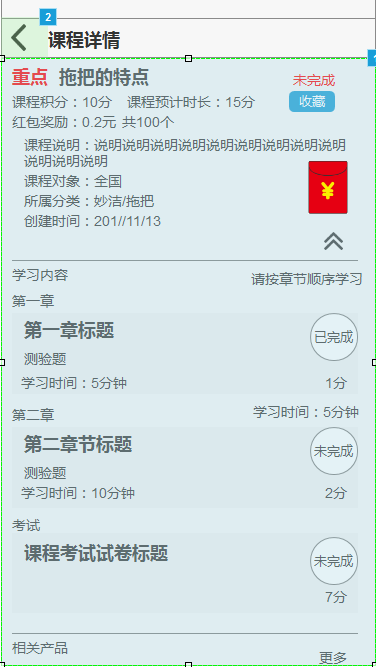 2
课程详情
重点 拖把的特点
未完成
课程积分：10分 课程预计时长：15分
收藏
红包奖励：0.2元 共100个
课程说明：说明说明说明说明说明说明说明说明说明
说明说明说明
课程对象：全国
¥
所属分类：妙洁/拖把
创建时间：201//11/13
学习内容
请按章节顺序学习
第一章
第一章标题
已完成
测验题
学习时间：5分钟
1分
第二章
学习时间：5分钟
第二章节标题
未完成
测验题
学习时间：10分钟
2分
考试
课程考试试卷标题
未完成
7分
相关产品
更多